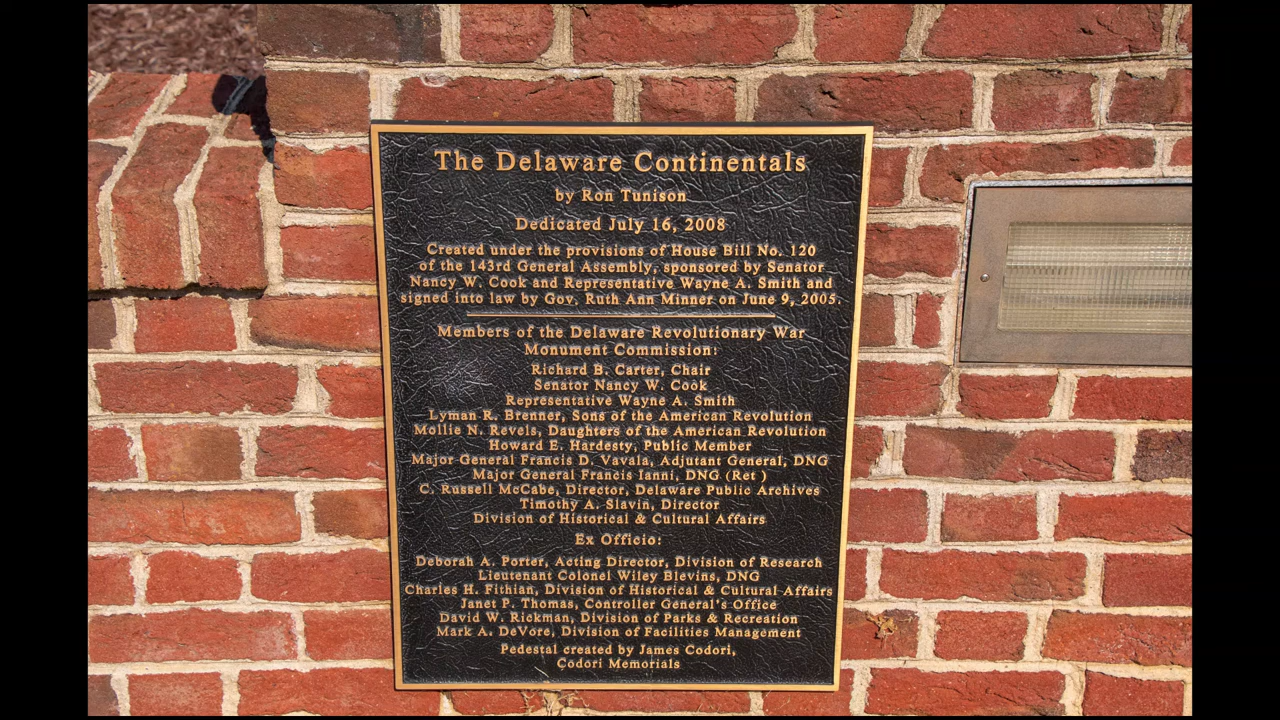 The Delaware Continentals
by Ron Tunison
Dedicated July 16, 2008
Created under the provisions of House Bill No. 120
of the 143rd General Assembly, sponsored by Senator
Nancy W. Cook and Representative Wayne A. Smith and
signed into law by Gov. Ruth Ann Minner on June 9, 2005.
Members of the Delaware Revolutionary War
Monument Commission:
Richard B. Carter, Chair
Senator Nancy W. Cook
Representative Wayne A. Smith
Lyman R. Brenner, Sons of the American Revolution
Mollie N. Revels, Daughters of the American Revolution
Howard E. Hardesty, Public Member
Major General Francis D. Vavala, Adjutant General, DNG
Major General Francis Ianni, DNG (Ret )
C. Russell McCabe, Director, Delaware Public Archives
Timothy A. Slavin, Director
Division of Historical & Cultural Affairs
Ex Officio:
Deborah A. Porter, Acting Director, Division of Research
Lieutenant Colonel Wiley Blevins, DNG
Charles H. Fithian, Division of Historical & Cultural Affairs
Janet P. Thomas, Controller General's Office
David W. Rickman, Division of Parks & Recreation
Mark A. DeVore, Division of Facilities Management
Pedestal created by James Codori,
Codori Memorials